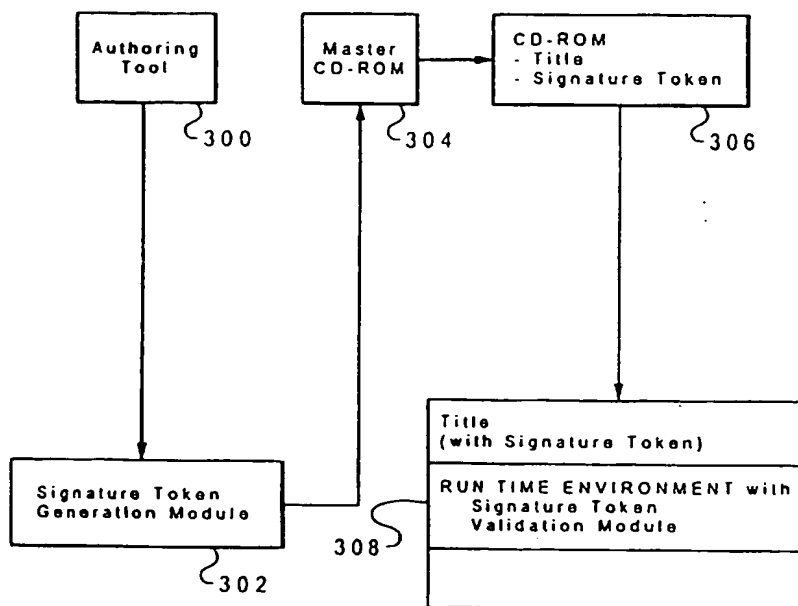 Authoring
Tool
300
Master
CD-ROM
304
CD-ROM
- Title
- Signature Token
306
Signature Token
Generation Module
302
Title
(with Signature Token)
RUN TIME ENVIRONMENT with
Signature Token
Validation Module
308